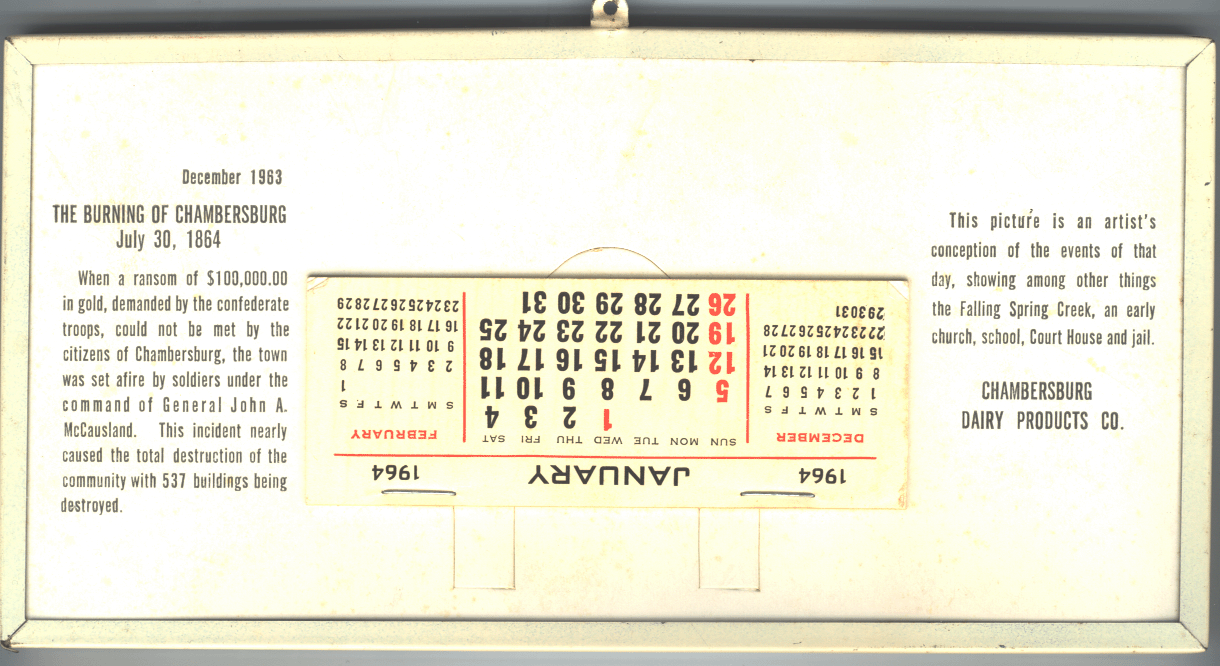 December 1963
THE BURNING OF CHAMBERSBURG
July 30, 1864
When a ransom of $100,000.00
in gold, demanded by the confederate
troops, could not be met by the
citizens of Chambersburg, the town
was set afire by soldiers under the
command of General John A.
McCausland. This incident nearly
caused the total destruction of the
community with 537 buildings being
destroyed.
1964 JANUARY 1964
DECEMBER
S M T W T F S
1 2 3 4 5 6 7
8 9 10 11 12 13 14
15 16 17 18 19 20 21
22 23 24 25 26 27 28
29 30 31
SUN MON TUE WED THU FRI SAT
1 2 3 4
5 6 7 8 9 10 11
12 13 14 15 16 17 18
19 20 21 22 23 24 25
26 27 28 29 30 31
FEBRUARY
S M T W T F S
1
2 3 4 5 6 7 8
9 10 11 12 13 14 15
16 17 18 19 20 21 22
23 24 25 26 27 28 29
This picture is an artist's
conception of the events of that
day, showing among other things
the Falling Spring Creek, an early
church, school, Court House and jail.
CHAMBERSBURG
DAIRY PRODUCTS CO.